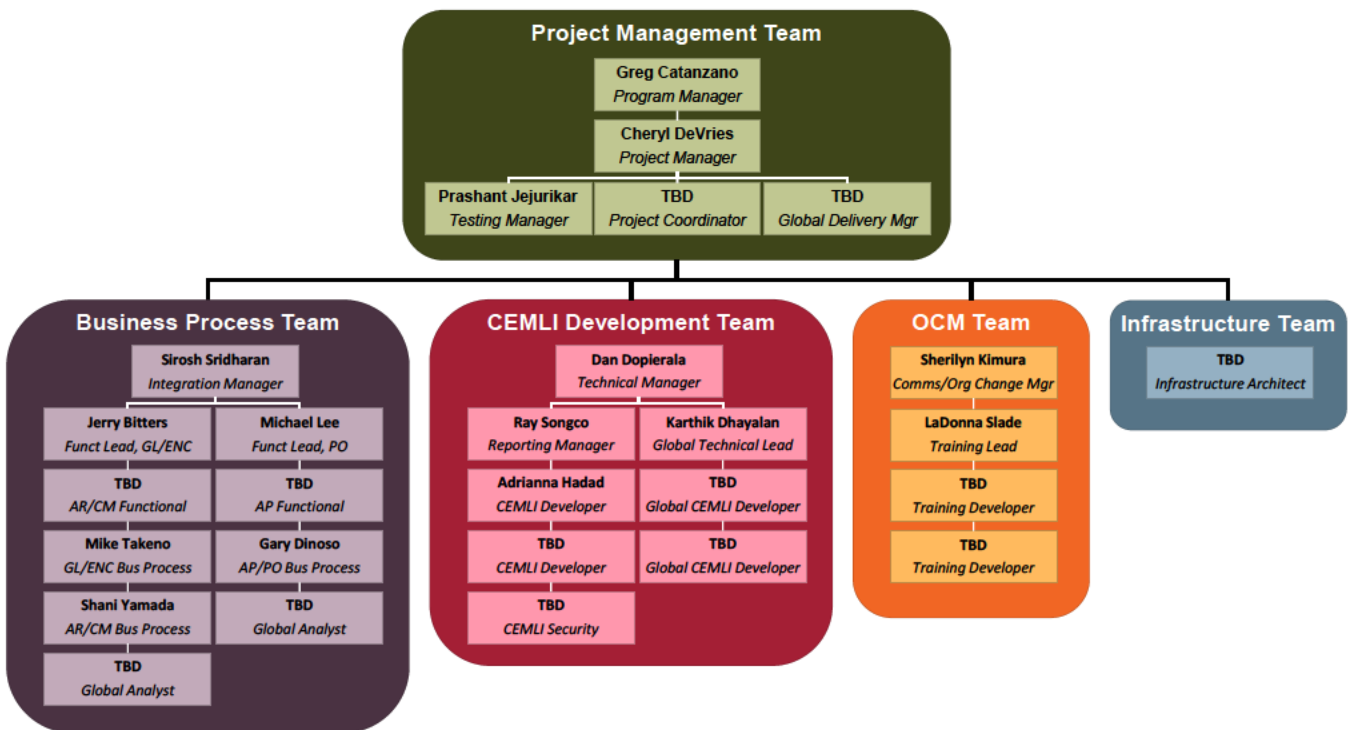 Project Management Team
Greg Catanzano
Program Manager
Cheryl DeVries
Project Manager
Prashant Jejurikar
Testing Manager
TBD
Project Coordinator
TBD
Global Delivery Mgr
Business Process Team
Sirosh Sridharan
Integration Manager
Jerry Bitters
Funct Lead, GL/ENC
TBD
AR/CM Functional
Mike Takeno
GL/ENC Bus Process
Shani Yamada
AR/CM Bus Process
TBD
Global Analyst
Michael Lee
Funct Lead, PO
TBD
AP Functional
Gary Dinoso
AP/PO Bus Process
TBD
Global Analyst
CEMLI Development Team
Dan Dopierala
Technical Manager
Ray Songco
Reporting Manager
Adrianna Hadad
CEMLI Developer
TBD
CEMLI Developer
TBD
CEMLI Security
Karthik Dhayalan
Global Technical Lead
TBD
Global CEMLI Developer
TBD
Global CEMLI Developer
OCM Team
Sherilyn Kimura
Comms/Org Change Mgr
LaDonna Slade
Training Lead
TBD
Training Developer
TBD
Training Developer
Infrastructure Team
TBD
Infrastructure Architect